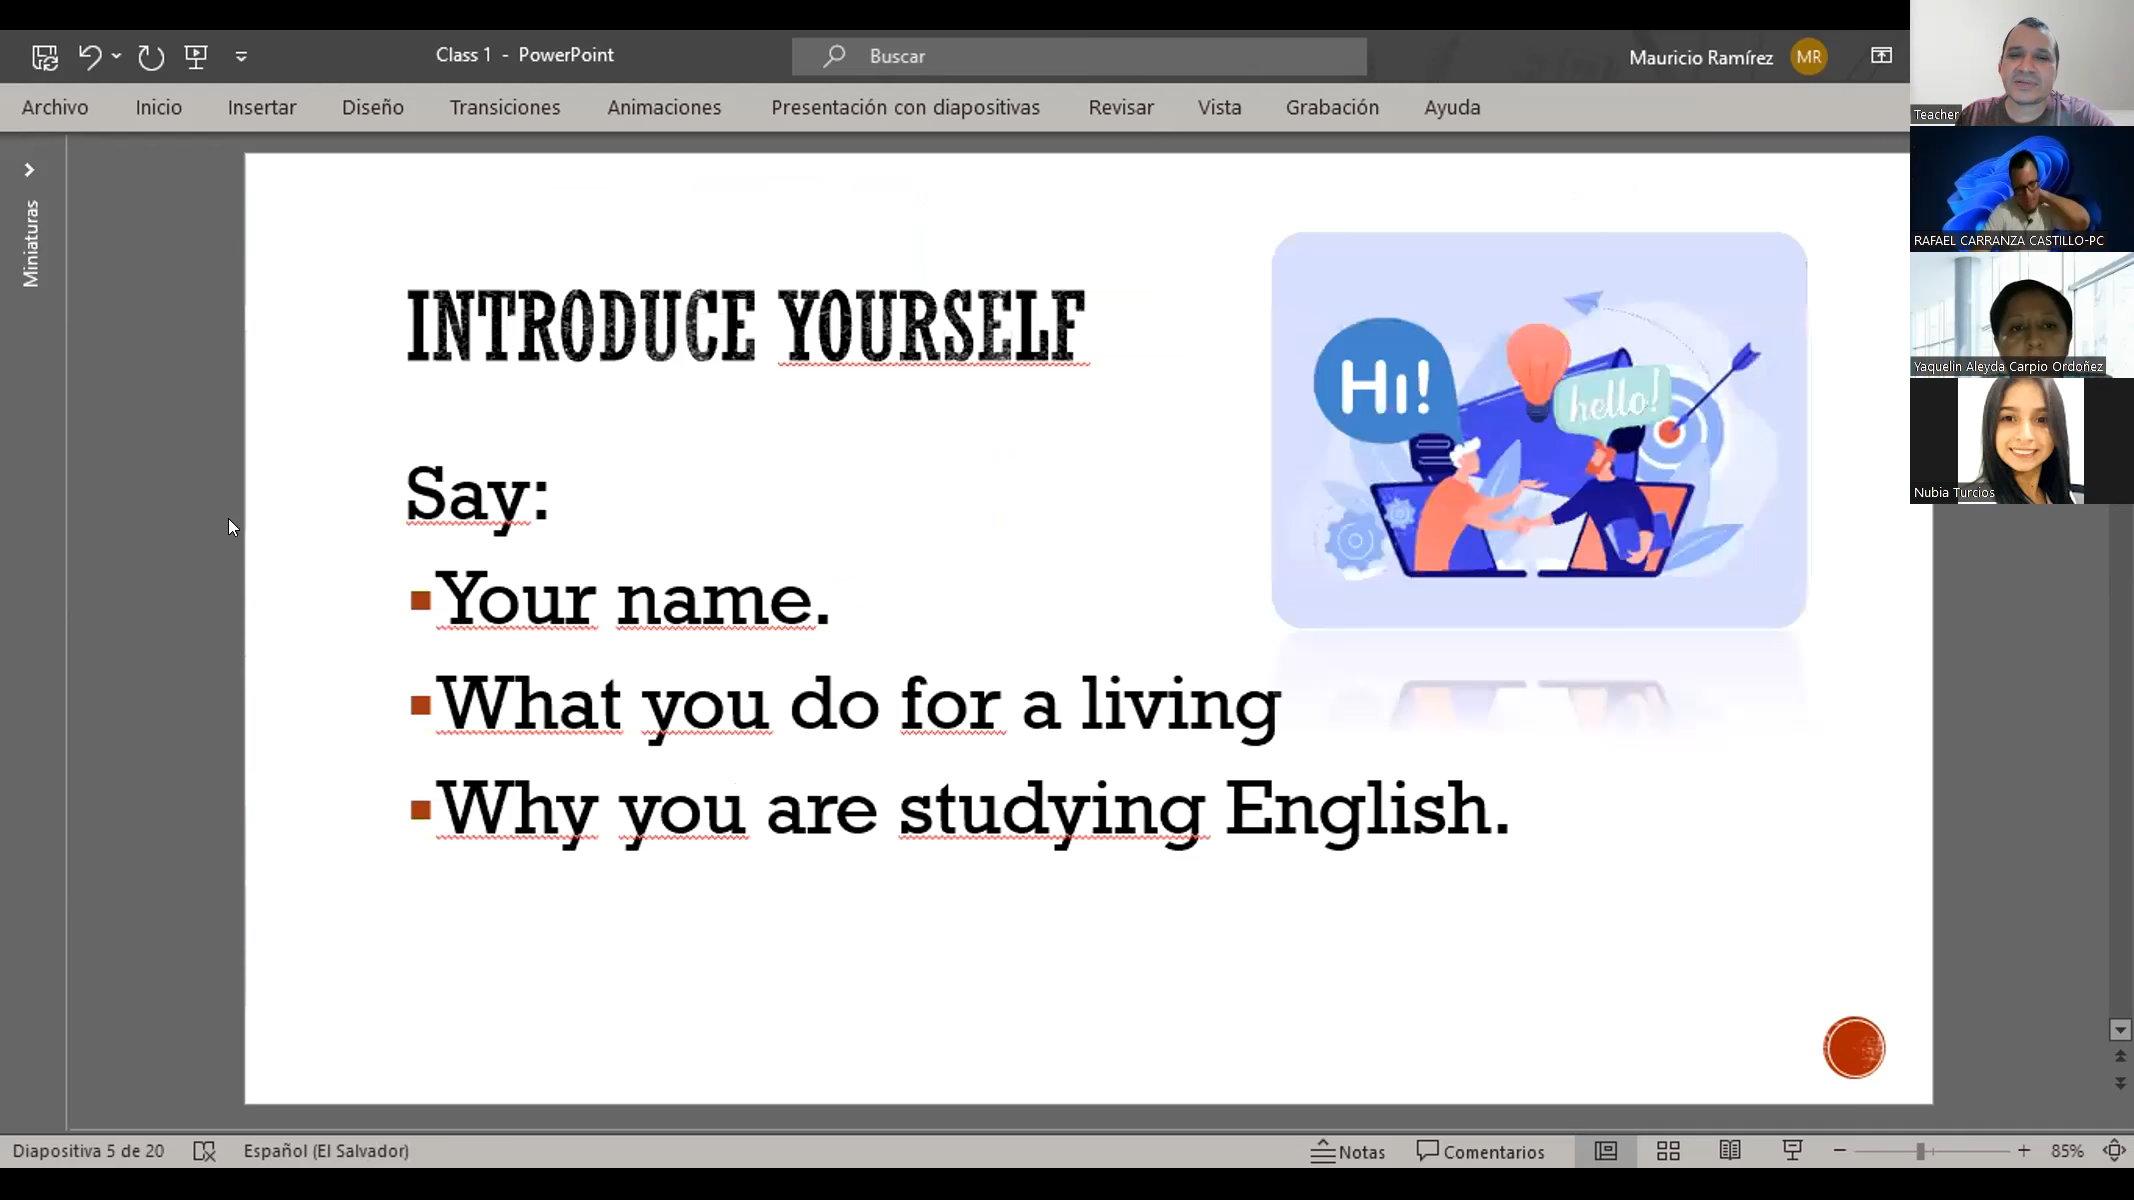 Class 1 - PowerPoint
Buscar
Mauricio Ramírez
MR
Archivo
Inicio
Insertar
Diseño
Transiciones
Animaciones
Presentación con diapositivas
Revisar
Vista
Grabación
Ayuda
Miniaturas
INTRODUCE YOURSELF
Hi!
hello!
Say:
Your name.
What you do for a living
Why you are studying English.
Teacher
RAFAEL CARRANZA CASTILLO-PC
Yaquelin Aleyda Carpio Ordoñez
Nubia Turcios
Diapositiva 5 de 20
Español (El Salvador)
Notas
Comentarios
85%